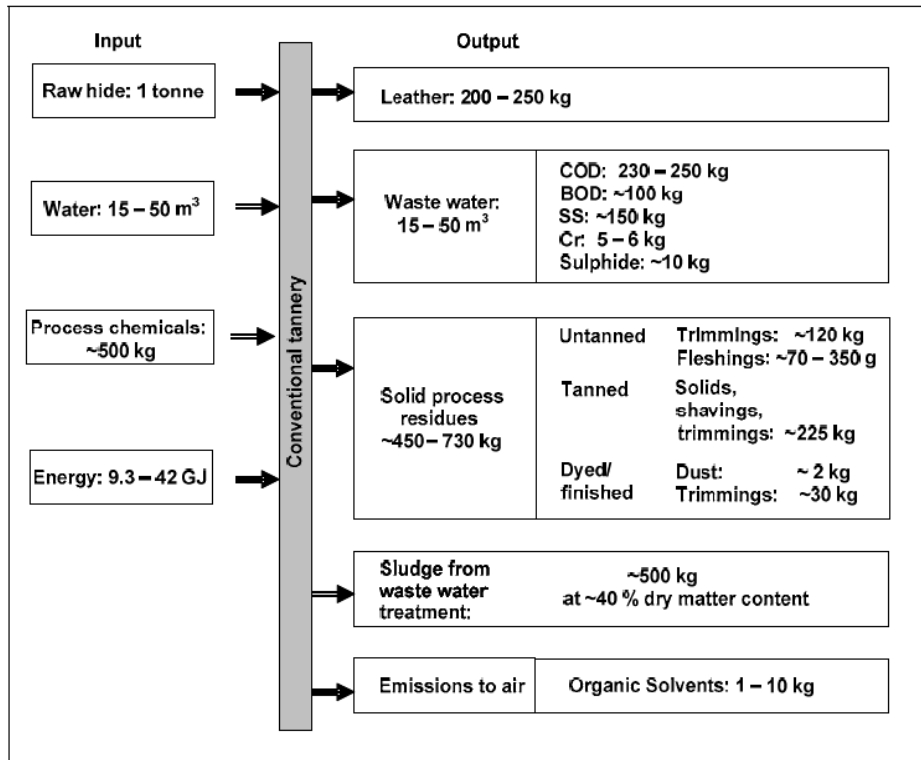 Input
Output
Raw hide: 1 tonne
Leather: 200 – 250 kg
Water: 15 – 50 m³
Waste water:
15 – 50 m³
COD: 230 – 250 kg
BOD: ~100 kg
SS: ~150 kg
Cr: 5 – 6 kg
Sulphide: ~10 kg
Conventional tannery
Process chemicals:
~500 kg
Solid process
residues
~450– 730 kg
Untanned Trimmings: ~120 kg
Fleshings: ~70 – 350 g
Tanned Solids,
shavings,
trimmings: ~225 kg
Dyed/ Dust: ~ 2 kg
finished Trimmings: ~30 kg
Energy: 9.3 – 42 GJ
Sludge from
waste water
treatment:
~500 kg
at ~40 % dry matter content
Emissions to air
Organic Solvents: 1 – 10 kg